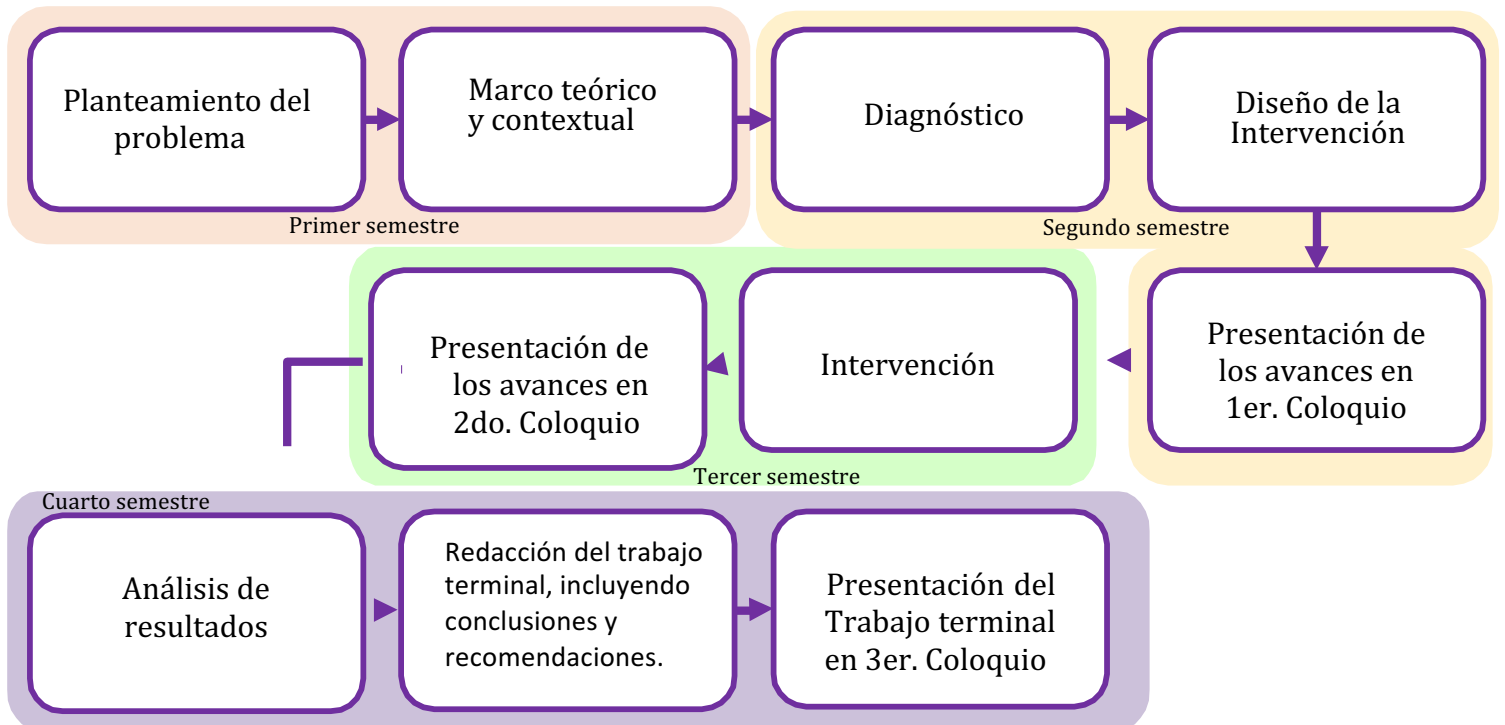 Planteamiento del
problema
Marco teórico
y contextual
Primer semestre
Diagnóstico
Diseño de la
Intervención
Segundo semestre
Presentación de
los avances en
1er. Coloquio
Intervención
Presentación de
los avances en
2do. Coloquio
Tercer semestre
Cuarto semestre
Análisis de
resultados
Redacción del trabajo
terminal, incluyendo
conclusiones y
recomendaciones.
Presentación del
Trabajo terminal
en 3er. Coloquio